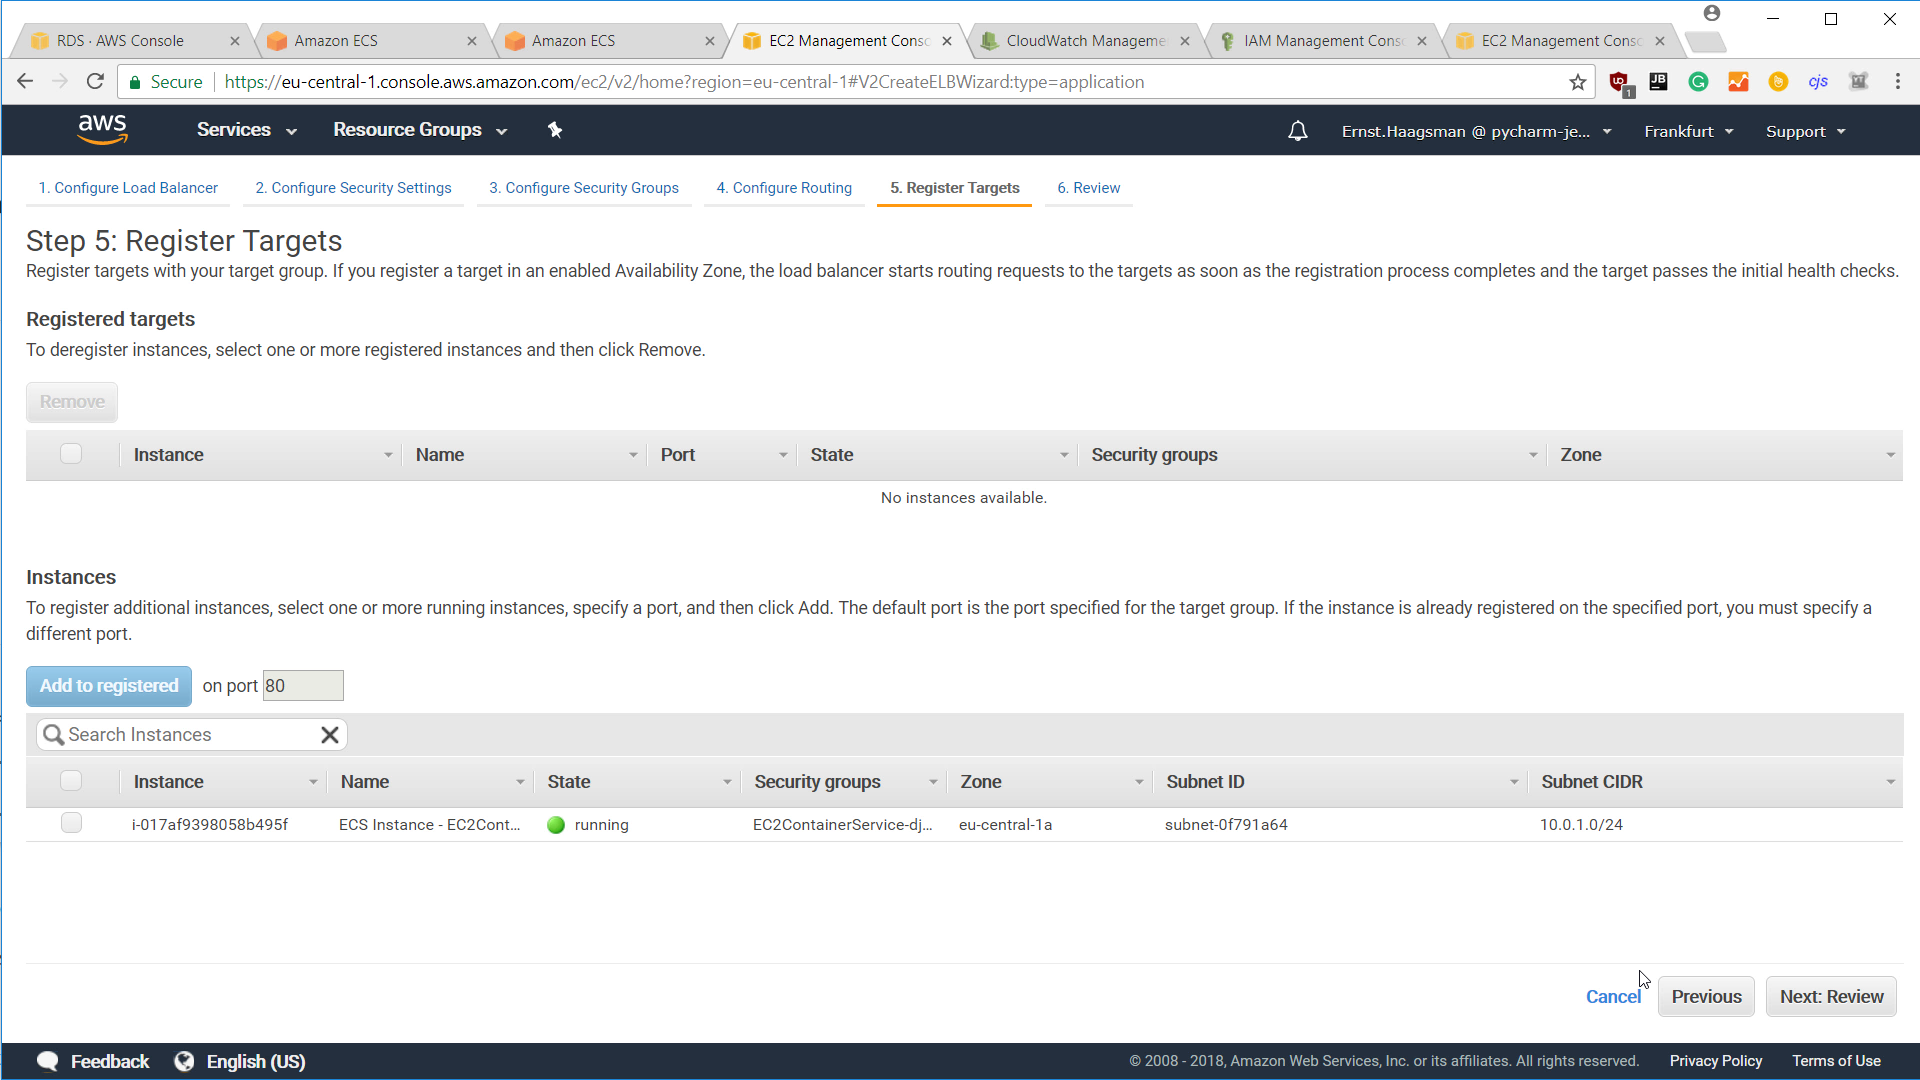 RDS · AWS Console
Amazon ECS
Amazon ECS
EC2 Management Conso
CloudWatch Manageme
IAM Management Conso
EC2 Management Conso
Secure
https://eu-central-1.console.aws.amazon.com/ec2/v2/home?region=eu-central-1#V2CreateELBWizard:type=application
1
JB
cjs
aws
Services
Resource Groups
Ernst.Haagsman @ pycharm-je...
Frankfurt
Support
1. Configure Load Balancer
2. Configure Security Settings
3. Configure Security Groups
4. Configure Routing
5. Register Targets
6. Review
Step 5: Register Targets
Register targets with your target group. If you register a target in an enabled Availability Zone, the load balancer starts routing requests to the targets as soon as the registration process completes and the target passes the initial health checks.
Registered targets
To deregister instances, select one or more registered instances and then click Remove.
Remove
Instance Name Port State Security groups Zone
No instances available.
Instances
To register additional instances, select one or more running instances, specify a port, and then click Add. The default port is the port specified for the target group. If the instance is already registered on the specified port, you must specify a
different port.
Add to registered on port 80
Search Instances
Instance Name State Security groups Zone Subnet ID Subnet CIDR
i-017af9398058b495f ECS Instance - EC2Cont... running EC2ContainerService-dj... eu-central-1a subnet-0f791a64 10.0.1.0/24
Cancel Previous Next: Review
Feedback English (US) © 2008 - 2018, Amazon Web Services, Inc. or its affiliates. All rights reserved. Privacy Policy Terms of Use